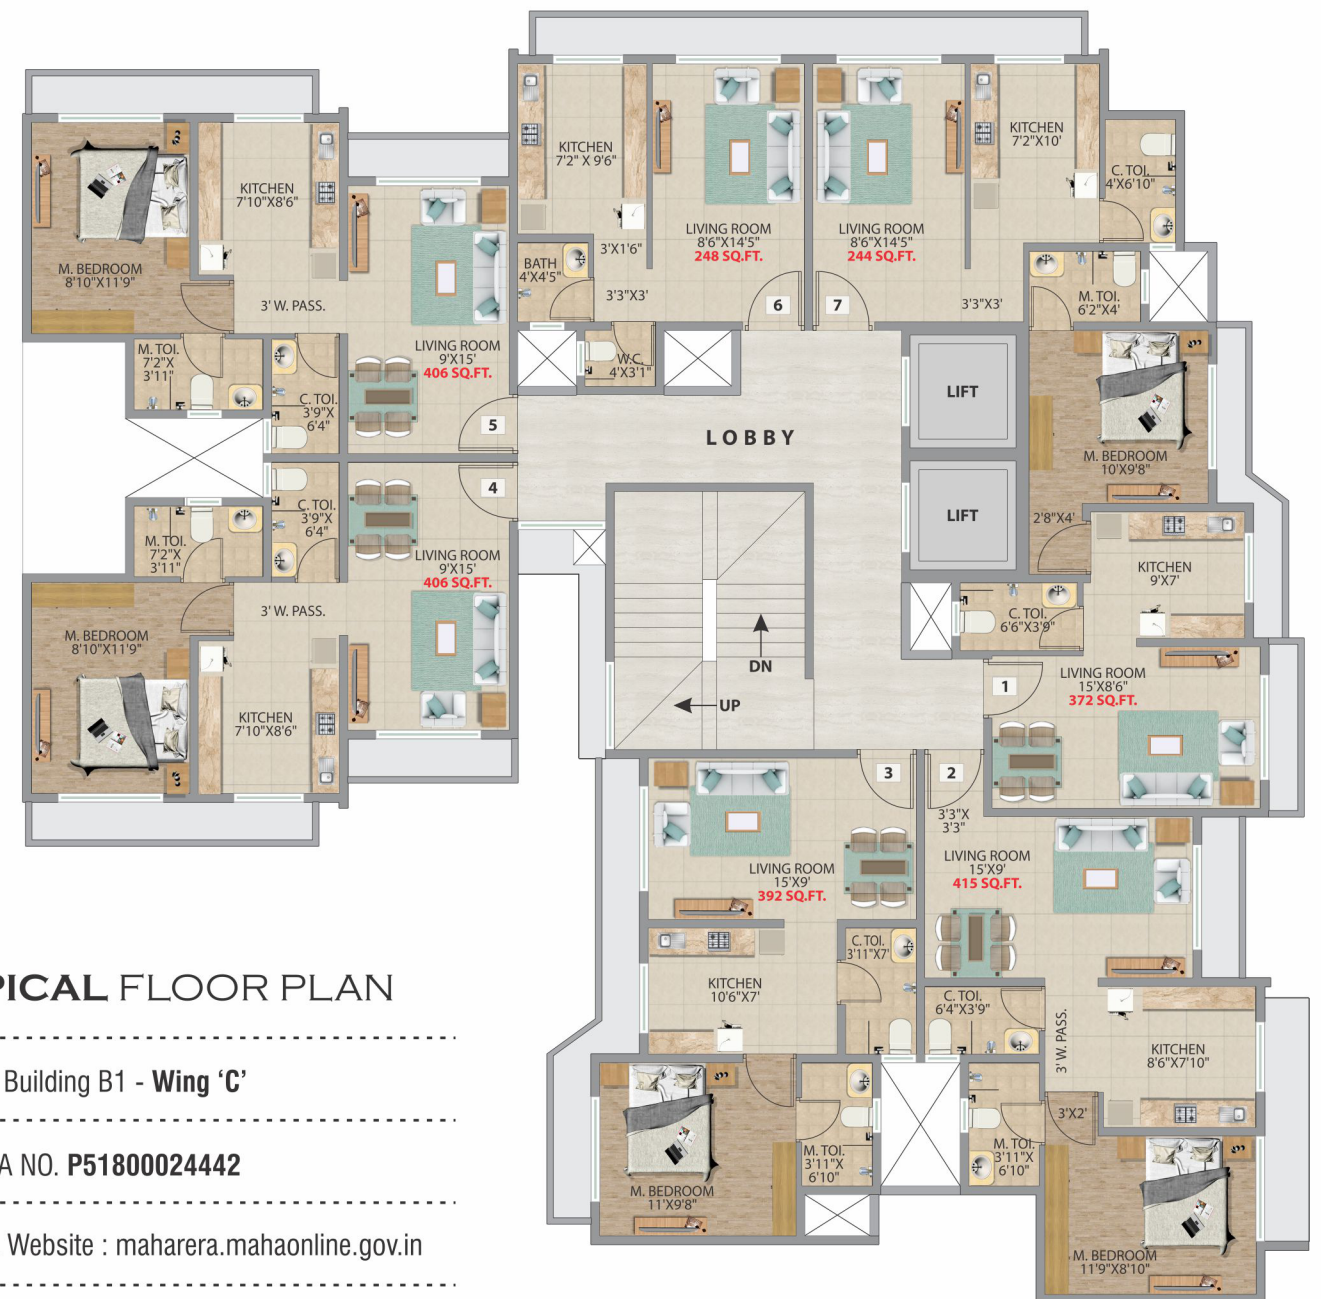 KITCHEN
7'2" X 9'6"
LIVING ROOM
8'6"X14'5"
248 SQ.FT.
3'X1'6"
BATH
4'X4'5"
3'3"X3'
W.C.
4'X3'1"
6
LIVING ROOM
8'6"X14'5"
244 SQ.FT.
KITCHEN
7'2"X10'
C. TOI.
4'X6'10"
3'3"X3'
M. TOI.
6'2"X4'
7
M. BEDROOM
10'X9'8"
2'8"X4'
KITCHEN
7'10"X8'6"
M. BEDROOM
8'10"X11'9"
3' W. PASS.
M. TOI.
7'2"X
3'11"
C. TOI.
3'9"X
6'4"
LIVING ROOM
9'X15'
406 SQ.FT.
5
LOBBY
LIFT
LIFT
4
C. TOI.
3'9"X
6'4"
M. TOI.
7'2"X
3'11"
LIVING ROOM
9'X15'
406 SQ.FT.
3' W. PASS.
M. BEDROOM
8'10"X11'9"
KITCHEN
7'10"X8'6"
DN
UP
KITCHEN
9'X7'
C. TOI.
6'6"X3'9"
1
LIVING ROOM
15'X8'6"
372 SQ.FT.
3
2
3'3"X
3'3"
LIVING ROOM
15'X9'
392 SQ.FT.
LIVING ROOM
15'X9'
415 SQ.FT.
C. TOI.
3'11"X7'
KITCHEN
10'6"X7'
C. TOI.
6'4"X3'9"
3' W. PASS.
KITCHEN
8'6"X7'10"
3'X2'
M. TOI.
3'11"X
6'10"
M. TOI.
3'11"X
6'10"
M. BEDROOM
11'X9'8"
M. BEDROOM
11'9"X8'10"
PICAL FLOOR PLAN
Building B1 - Wing ‘C’
A NO. P51800024442
Website : maharera.mahaonline.gov.in